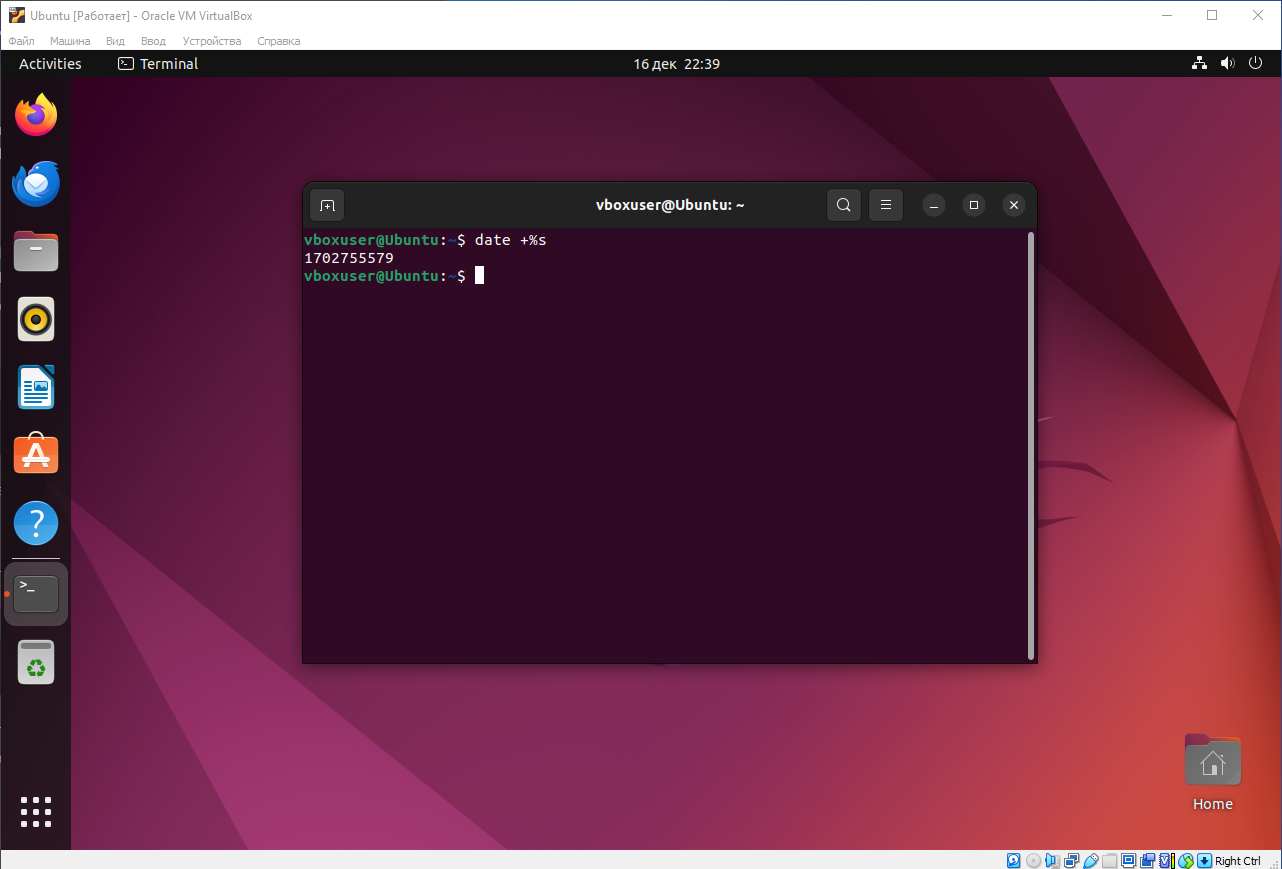 Ubuntu [Работает] - Oracle VM VirtualBox
Файл Машина Вид Ввод Устройства Справка
Activities Terminal 16 дек 22:39
vboxuser@Ubuntu: ~
vboxuser@Ubuntu:~$ date +%s
1702755579
vboxuser@Ubuntu:~$
Home
Right Ctrl